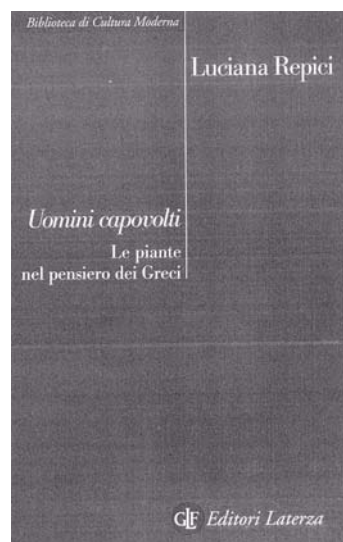 Biblioteca di Cultura Moderna
Luciana Repici
Uomini capovolti
Le piante
nel pensiero dei Greci
GLF Editori Laterza